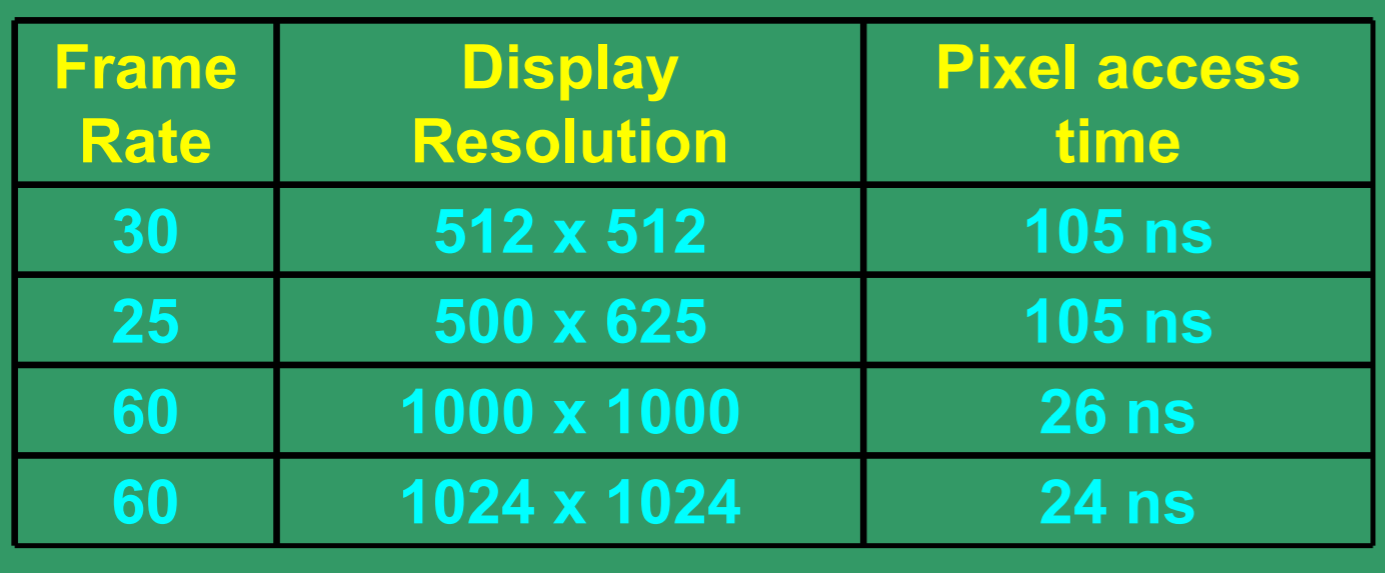 Frame Rate | Display Resolution | Pixel access time
30 | 512 x 512 | 105 ns
25 | 500 x 625 | 105 ns
60 | 1000 x 1000 | 26 ns
60 | 1024 x 1024 | 24 ns